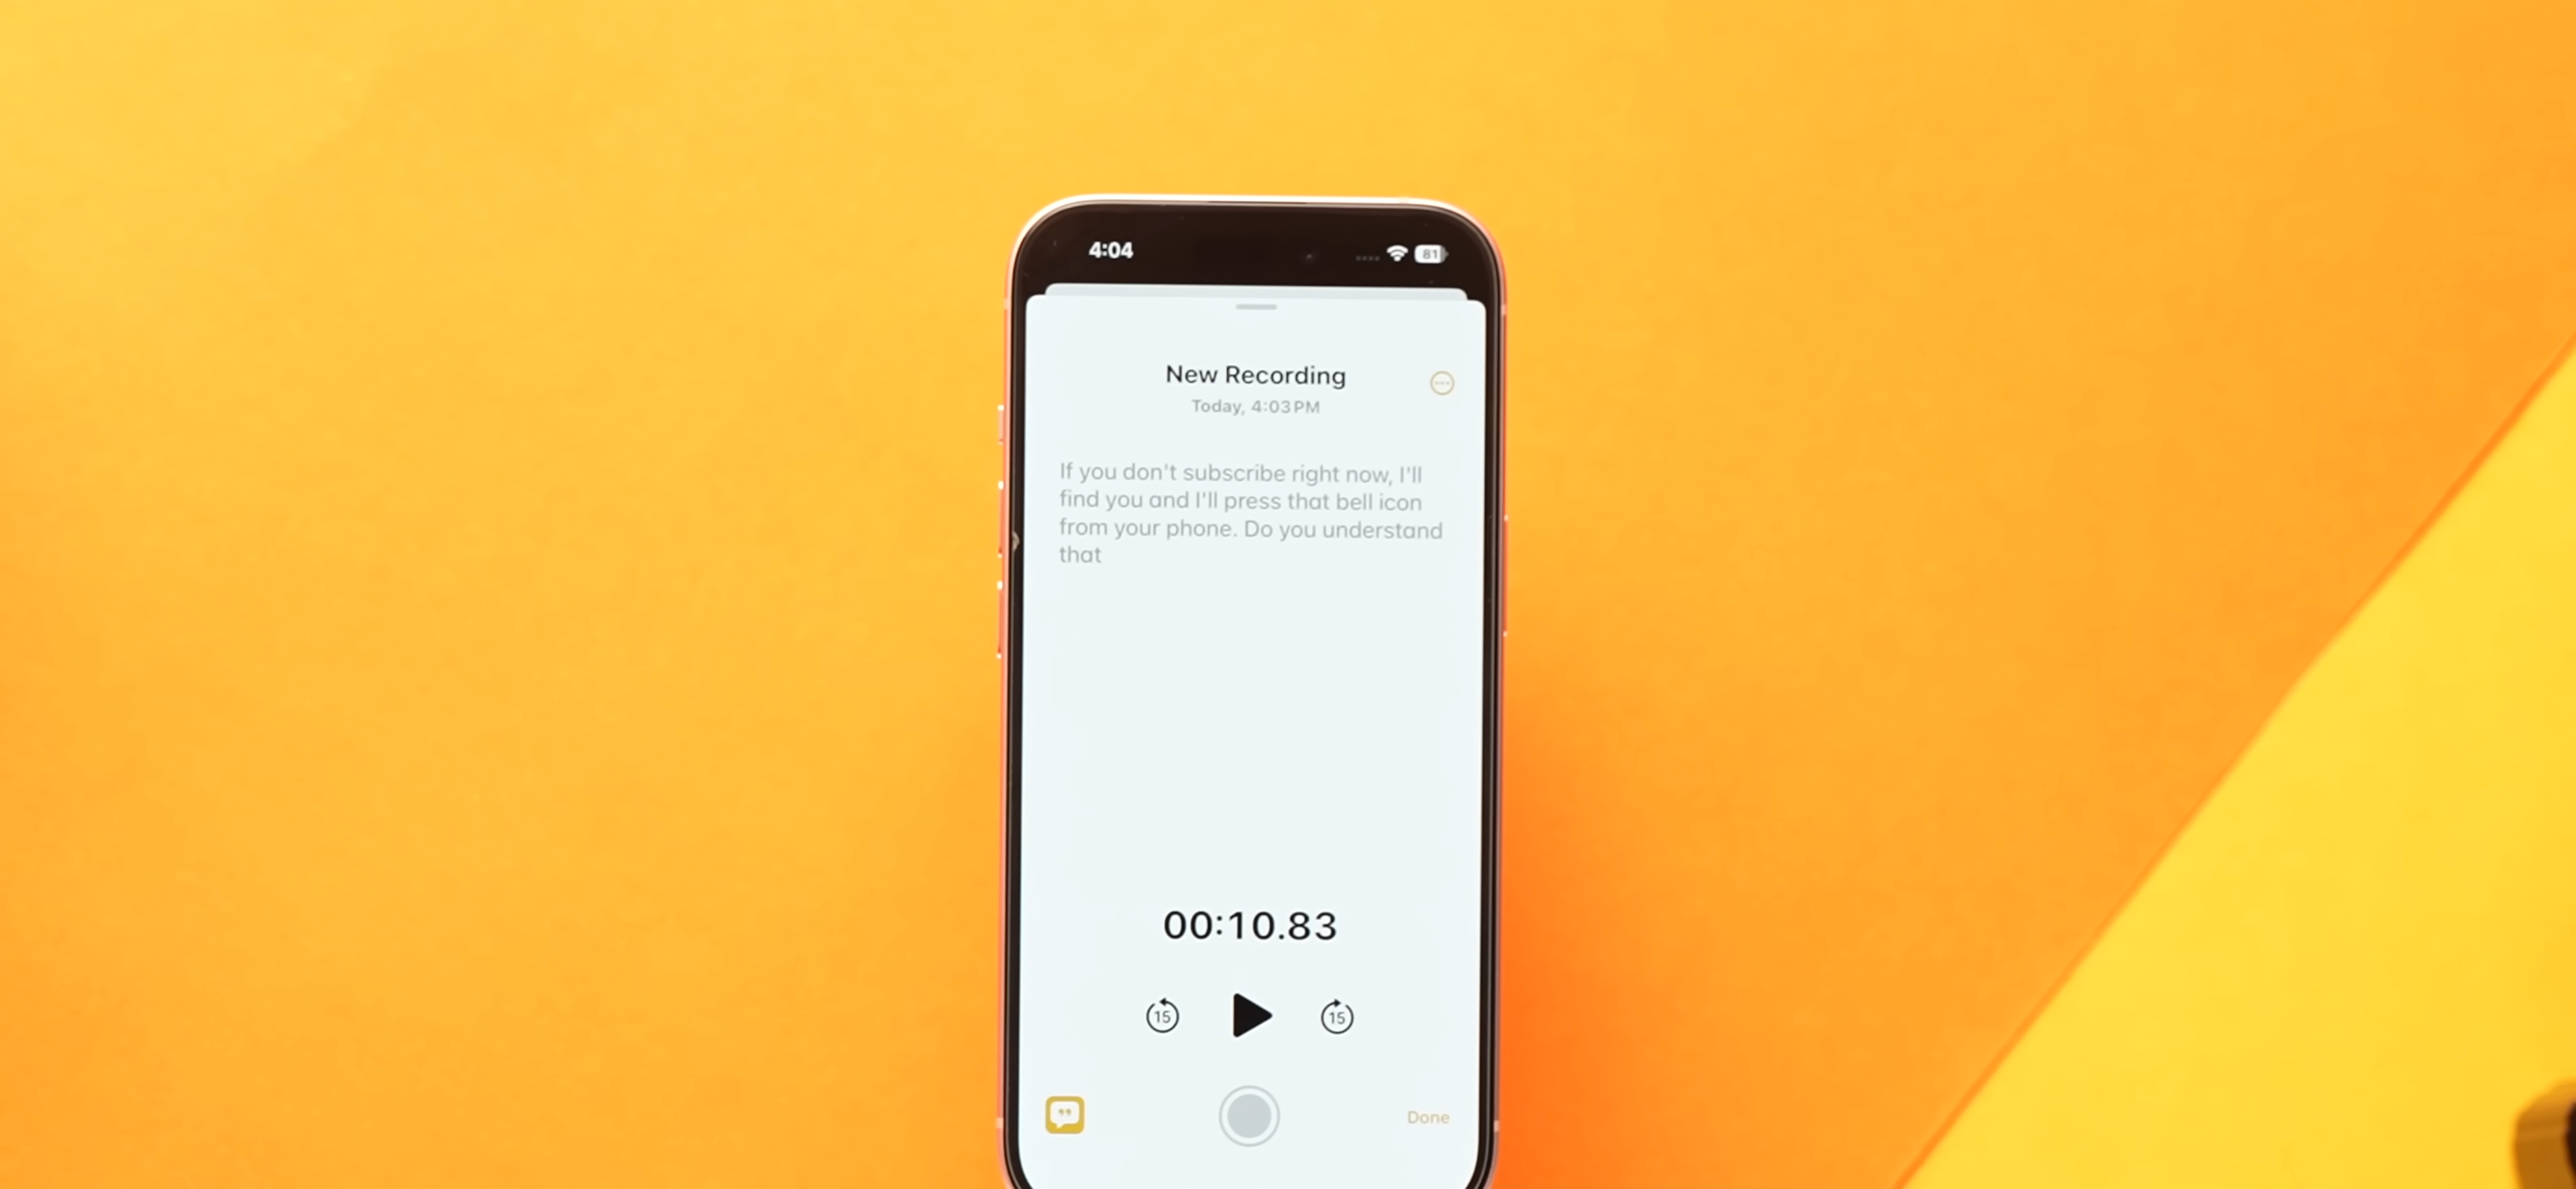 4:04
81
New Recording
Today, 4:03 PM
If you don't subscribe right now, I'll
find you and I'll press that bell icon
from your phone. Do you understand
that
00:10.83
15
15
Done